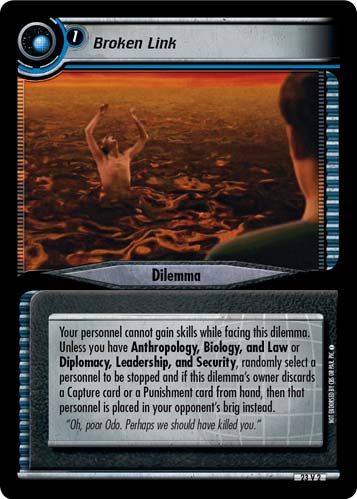 1
Broken Link
Dilemma
Your personnel cannot gain skills while facing this dilemma.
Unless you have Anthropology, Biology, and Law or
Diplomacy, Leadership, and Security, randomly select a
personnel to be stopped and if this dilemma's owner discards
a Capture card or a Punishment card from hand, then that
personnel is placed in your opponent's brig instead.
"Oh, poor Odo. Perhaps we should have killed you."
NOT ENDORSED BY CBS OR PAR. PIC.
23 V 2